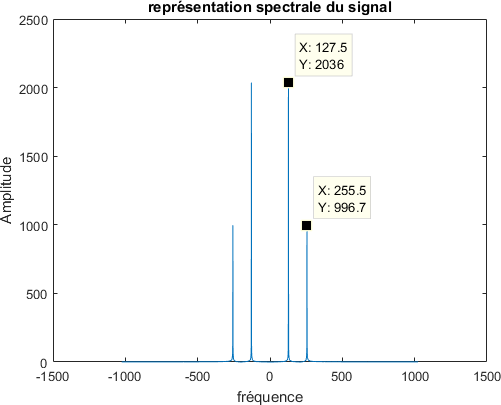 représentation spectrale du signal
2500
2000
1500
1000
500
0
Amplitude
X: 127.5
Y: 2036
X: 255.5
Y: 996.7
-1500
-1000
-500
0
500
1000
1500
fréquence